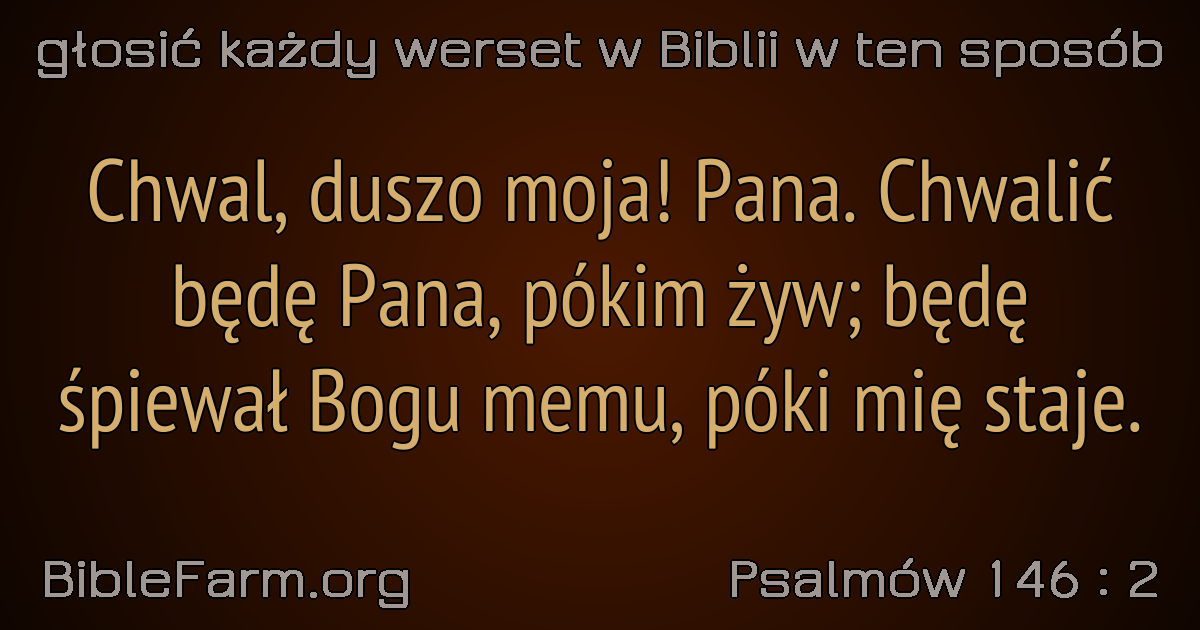 głosić każdy werset w Biblii w ten sposób
Chwal, duszo moja! Pana. Chwalić
będę Pana, pókim żyw; będę
śpiewał Bogu memu, póki mię staje.
BibleFarm.org
Psalmów 146 : 2